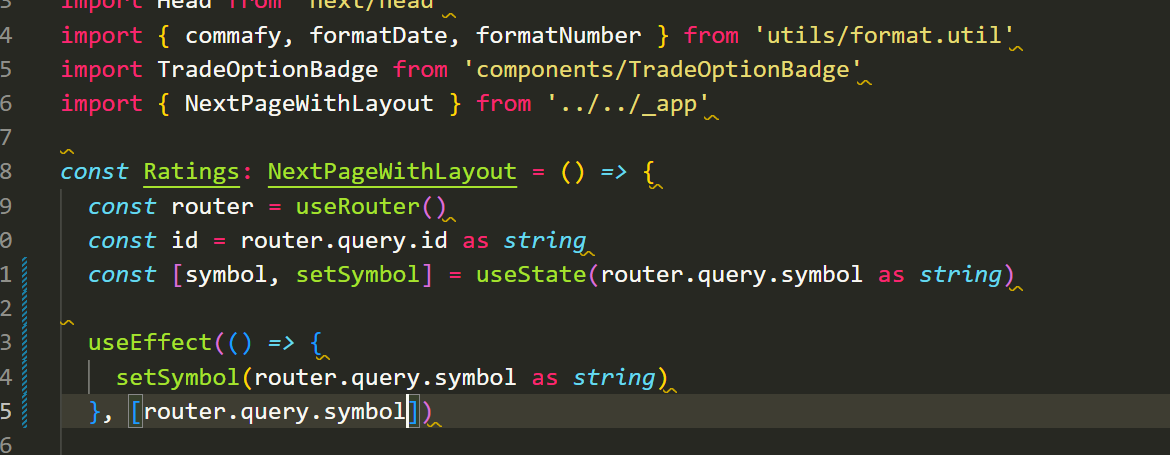 3 import Head from 'next/head'
4 import { commafy, formatDate, formatNumber } from 'utils/format.util'
5 import TradeOptionBadge from 'components/TradeOptionBadge'
6 import { NextPageWithLayout } from '../../_app'
7
8 const Ratings: NextPageWithLayout = () => {
9 const router = useRouter()
0 const id = router.query.id as string
1 const [symbol, setSymbol] = useState(router.query.symbol as string)
2
3 useEffect(() => {
4 setSymbol(router.query.symbol as string)
5 }, [router.query.symbol])
6